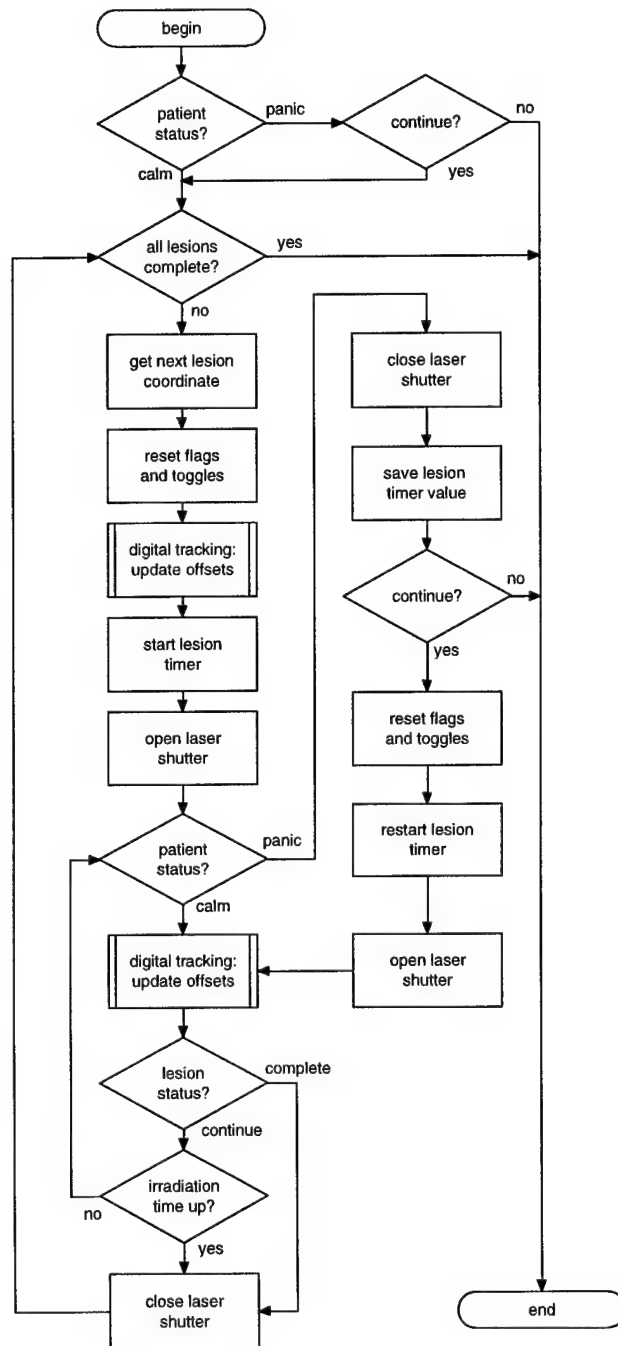 begin
patient
status?
panic
continue?
no
calm
yes
all lesions
complete?
yes
no
get next lesion
coordinate
close laser
shutter
reset flags
and toggles
save lesion
timer value
digital tracking:
update offsets
continue?
no
yes
start lesion
timer
open laser
shutter
reset flags
and toggles
patient
status?
panic
calm
restart lesion
timer
digital tracking:
update offsets
open laser
shutter
lesion
status?
complete
continue
irradiation
time up?
no
yes
close laser
shutter
end